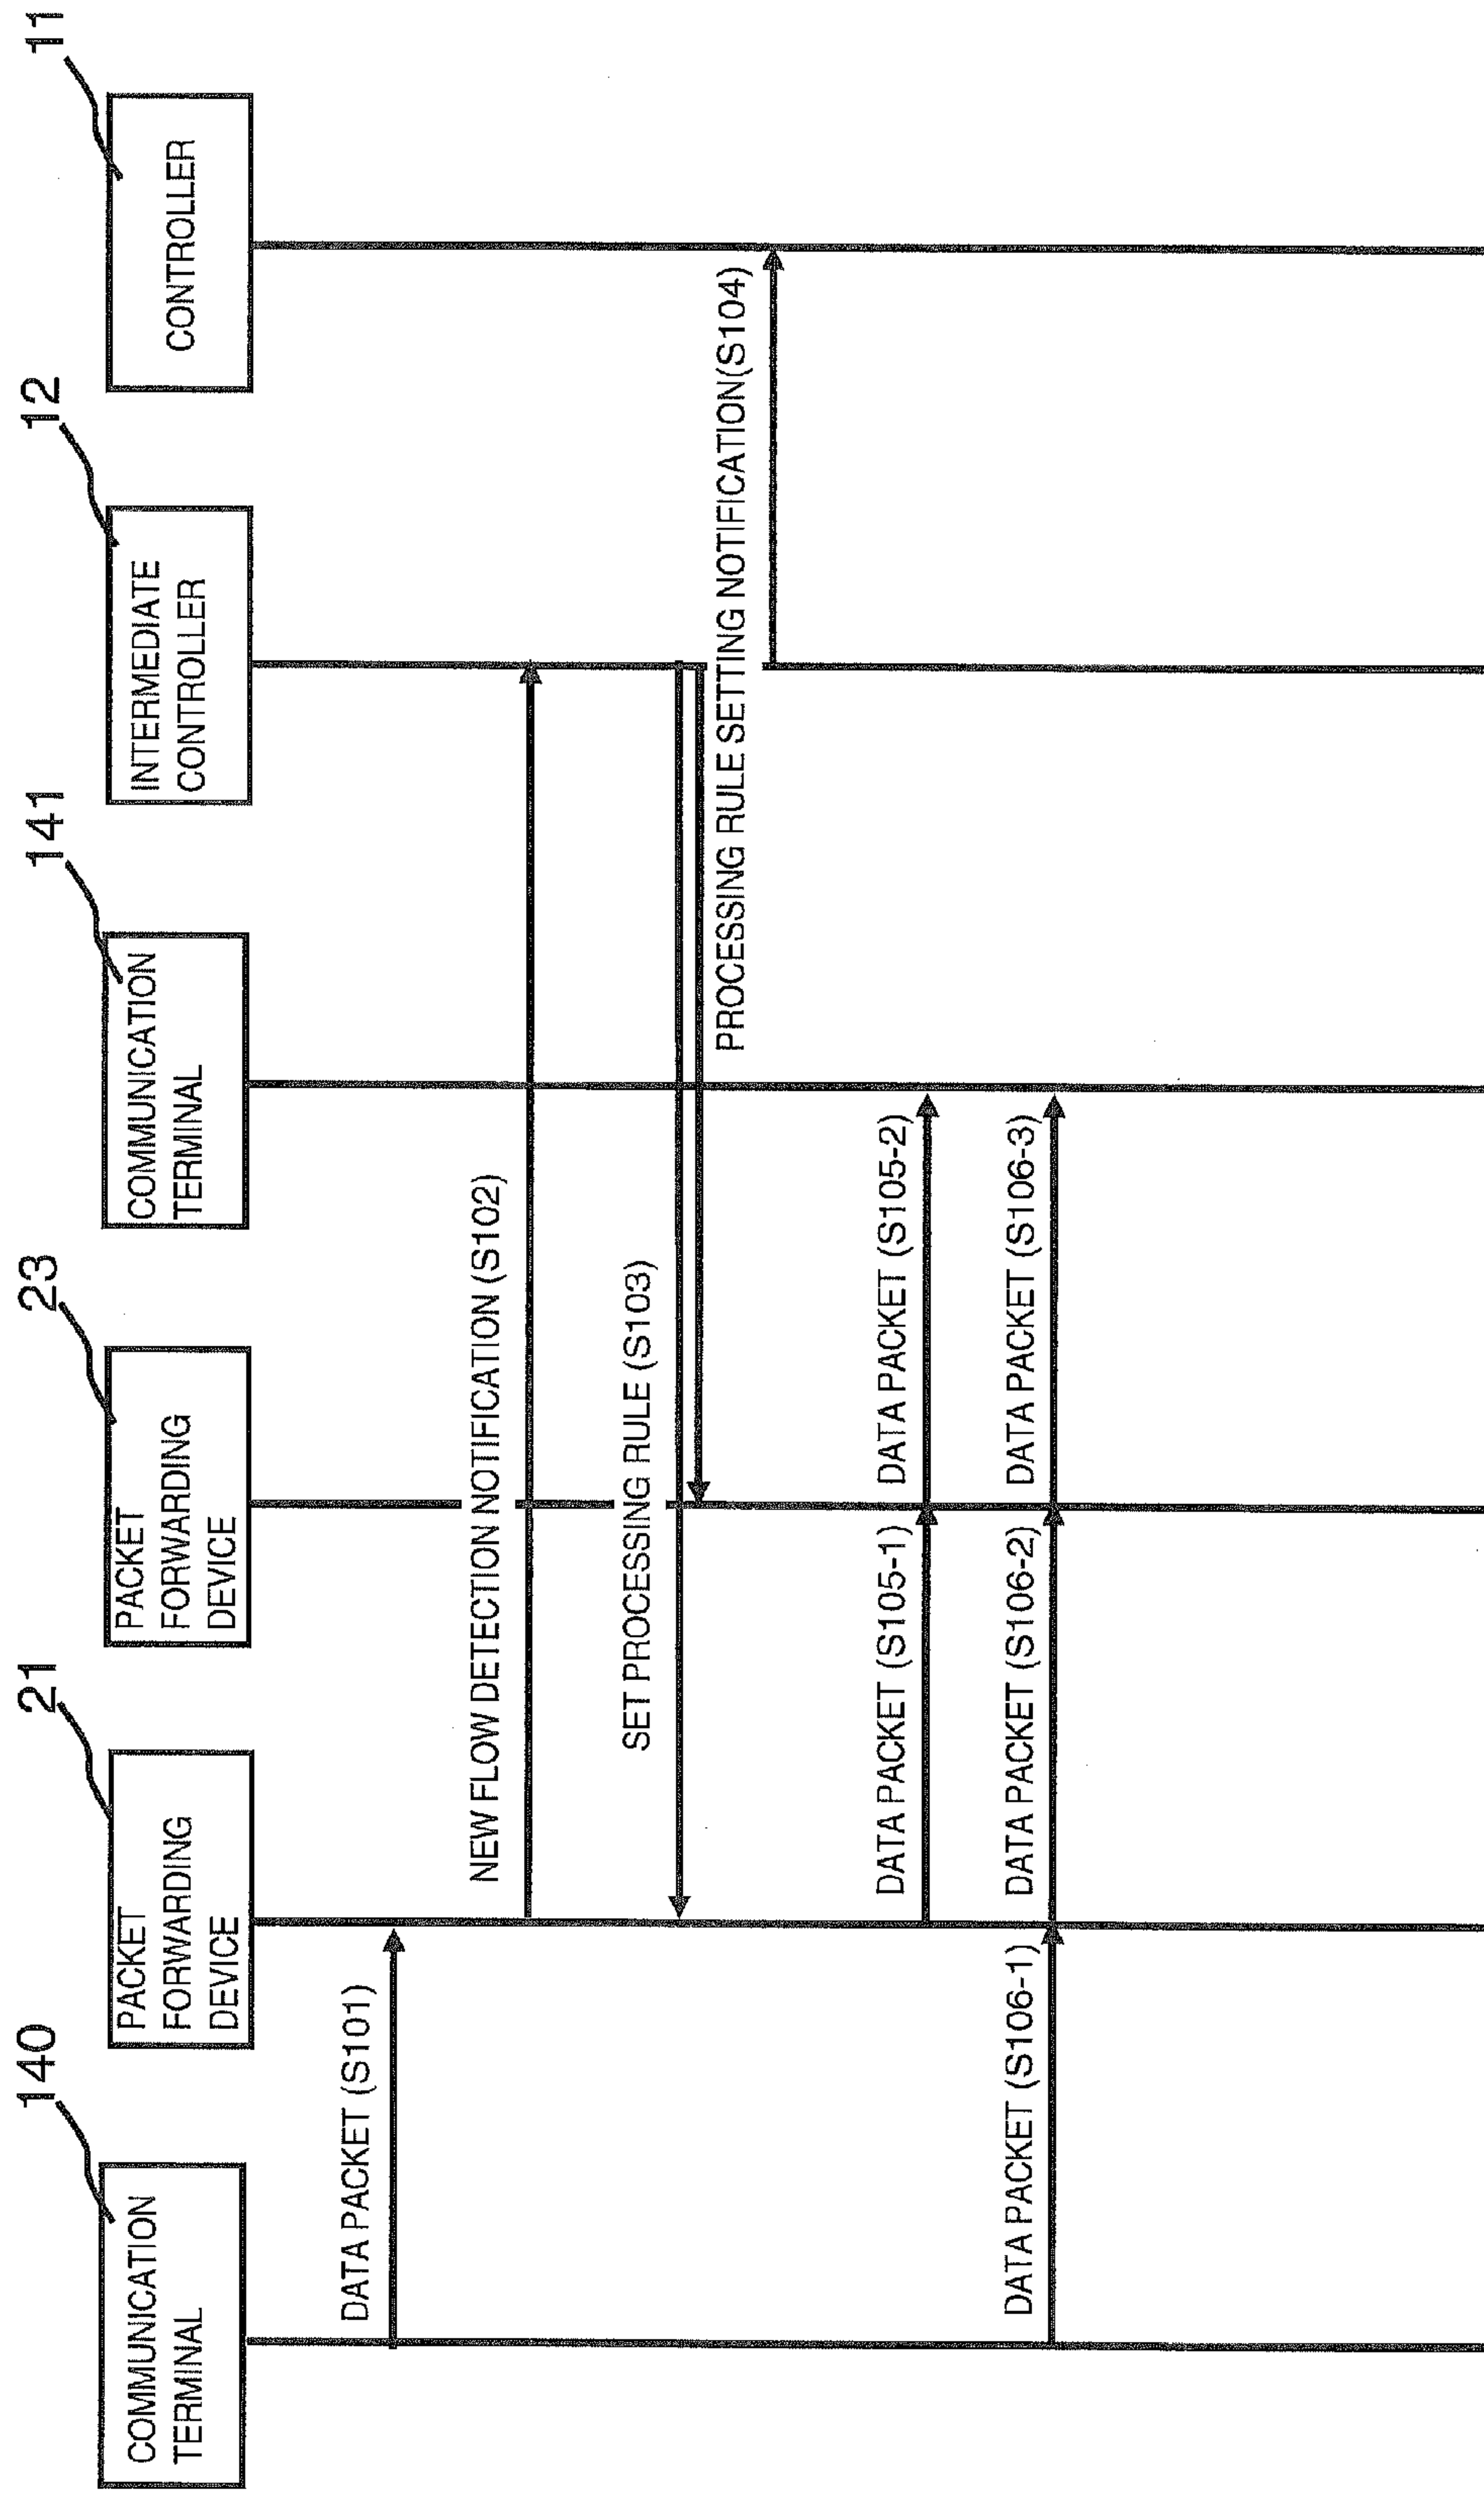 140
COMMUNICATION
TERMINAL
21
PACKET
FORWARDING
DEVICE
23
PACKET
FORWARDING
DEVICE
141
COMMUNICATION
TERMINAL
12
INTERMEDIATE
CONTROLLER
11
CONTROLLER
DATA PACKET (S101)
NEW FLOW DETECTION NOTIFICATION (S102)
SET PROCESSING RULE (S103)
PROCESSING RULE SETTING NOTIFICATION(S104)
DATA PACKET (S105-1)
DATA PACKET (S105-2)
DATA PACKET (S106-1)
DATA PACKET (S106-2)
DATA PACKET (S106-3)